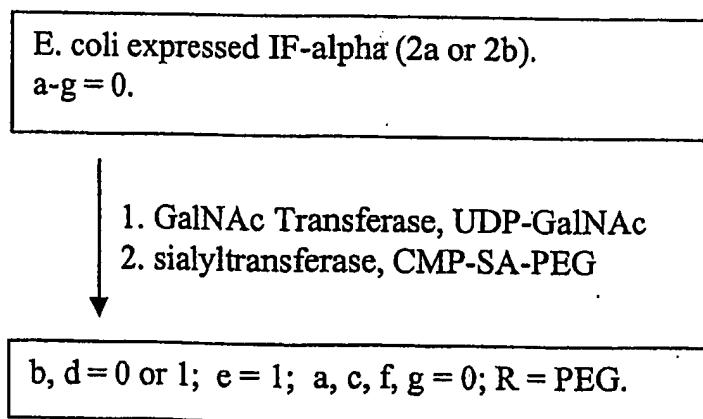 E. coli expressed IF-alpha (2a or 2b).
a-g = 0.
1. GalNAc Transferase, UDP-GalNAc
2. sialyltransferase, CMP-SA-PEG
b, d = 0 or 1; e = 1; a, c, f, g = 0; R = PEG.